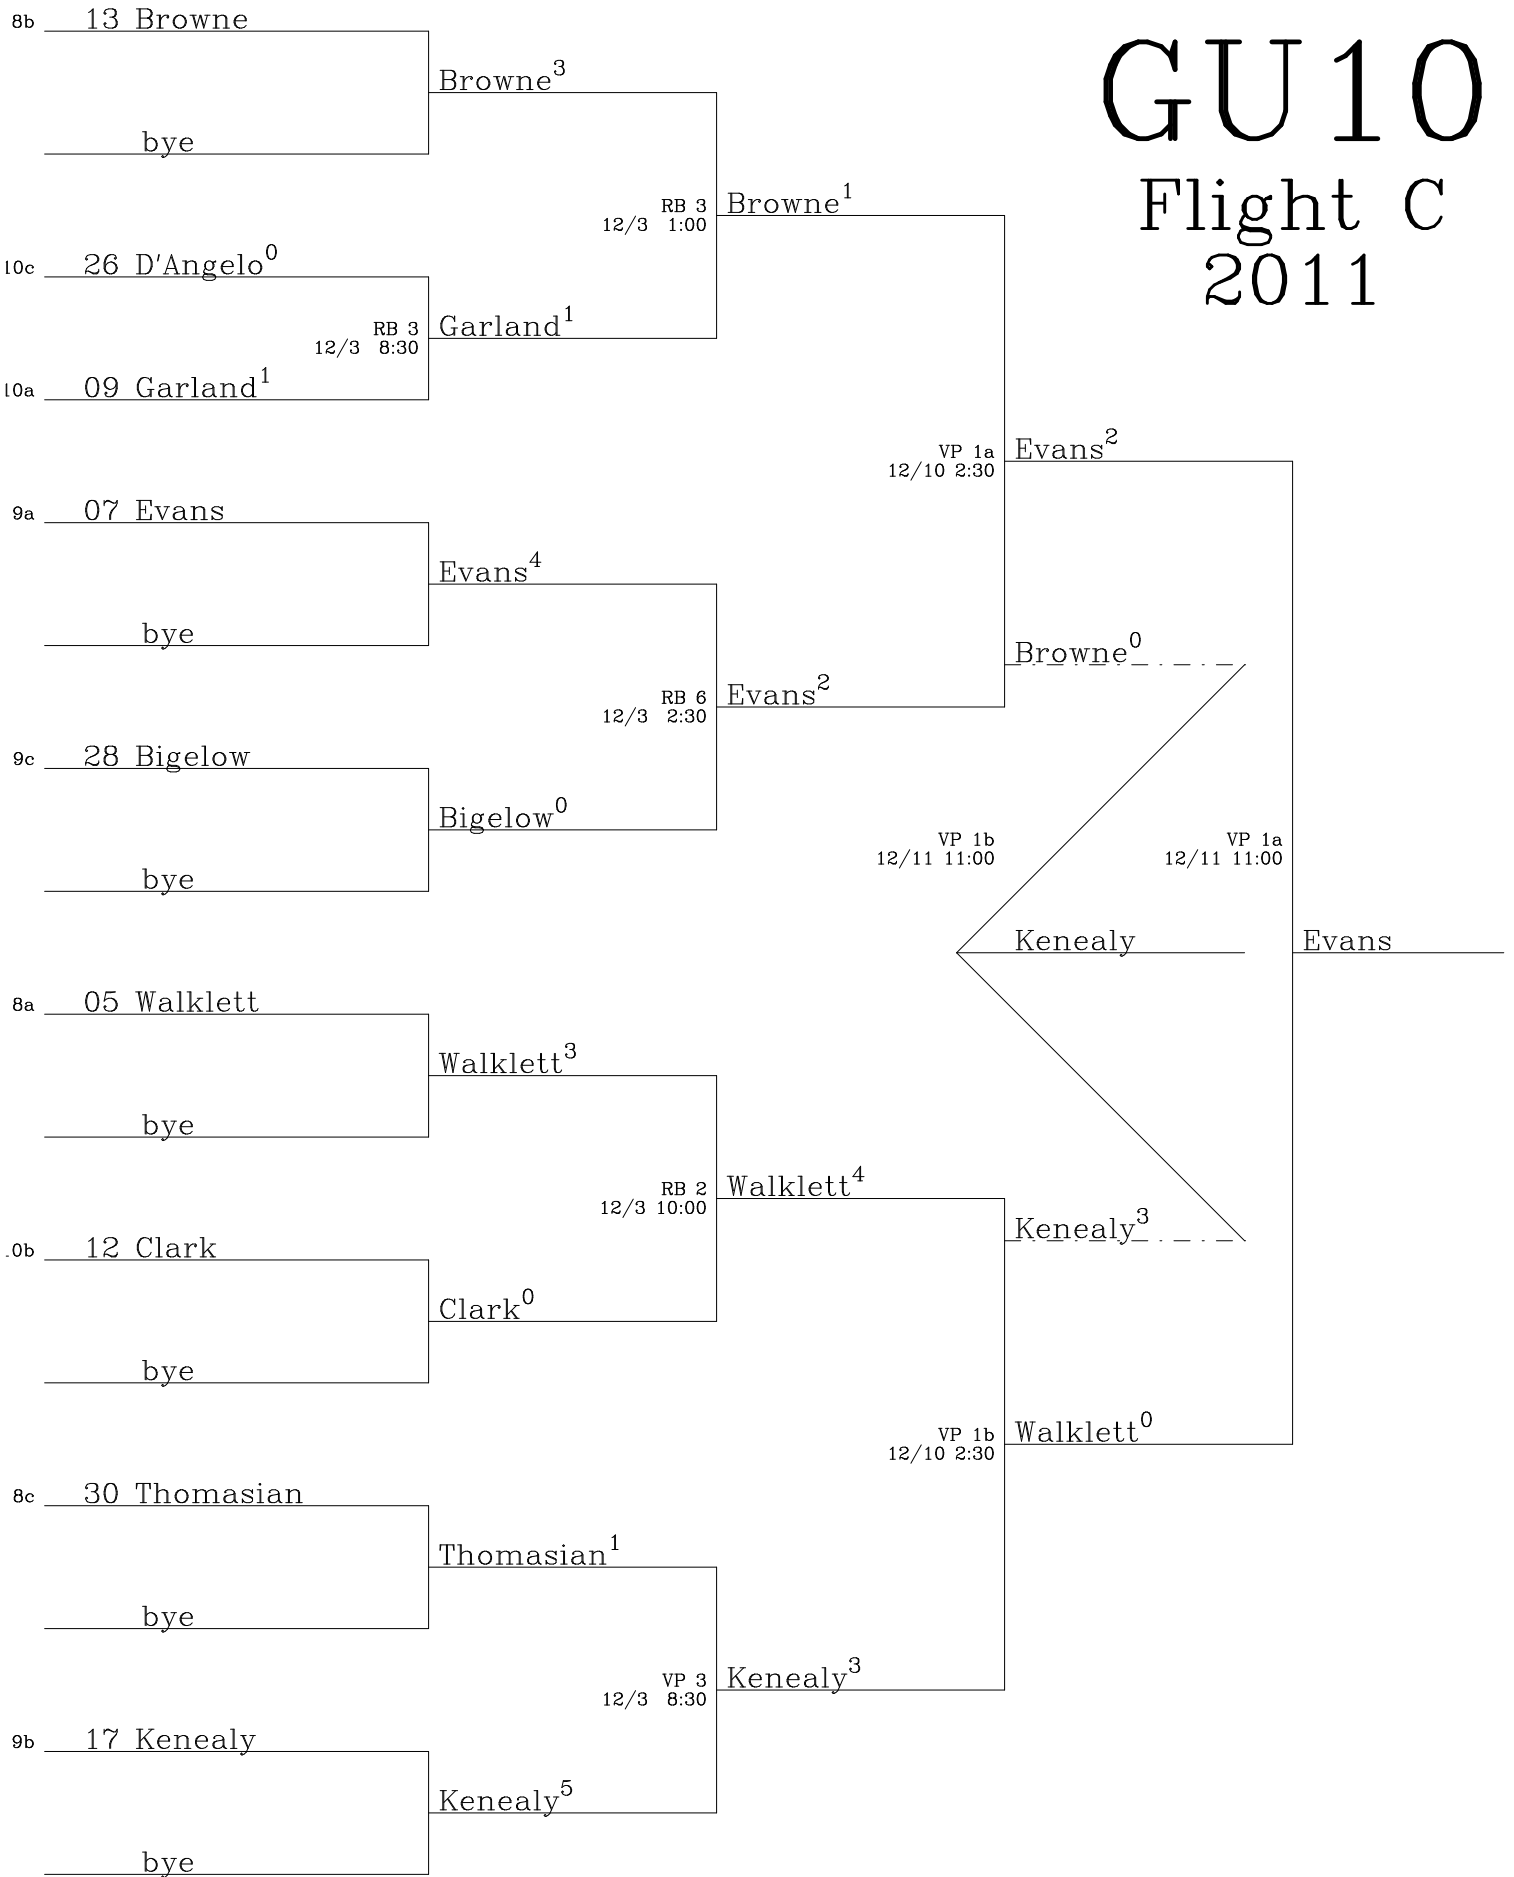 GU10
Flight C
2011
8b 13 Browne
Browne3
bye
RB 3 Browne1
12/3 1:00
10c 26 D'Angelo0
RB 3 Garland1
12/3 8:30
10a 09 Garland1
VP 1a Evans2
12/10 2:30
9a 07 Evans
Evans4
bye
Browne0
RB 6 Evans2
12/3 2:30
9c 28 Bigelow
Bigelow0
VP 1b VP 1a
12/11 11:00 12/11 11:00
bye
Kenealy Evans
8a 05 Walklett
Walklett3
bye
RB 2 Walklett4
12/3 10:00
Kenealy3
0b 12 Clark
Clark0
bye
VP 1b Walklett0
12/10 2:30
8c 30 Thomasian
Thomasian1
bye
VP 3 Kenealy3
12/3 8:30
9b 17 Kenealy
Kenealy5
bye